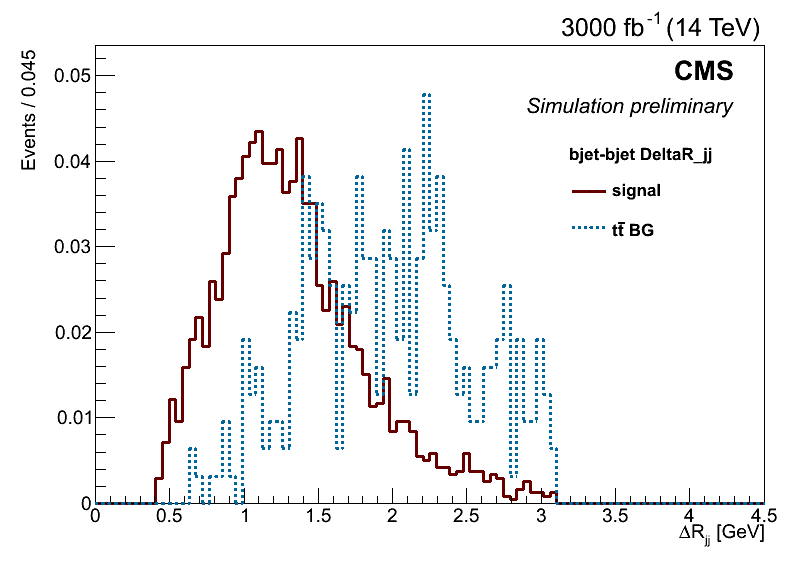 3000 fb⁻¹ (14 TeV)
CMS
Simulation preliminary
bjet-bjet DeltaR_jj
signal
tt̄ BG
Events / 0.045
0.05
0.04
0.03
0.02
0.01
0
0 0.5 1 1.5 2 2.5 3 3.5 4 4.5
ΔR_jj [GeV]